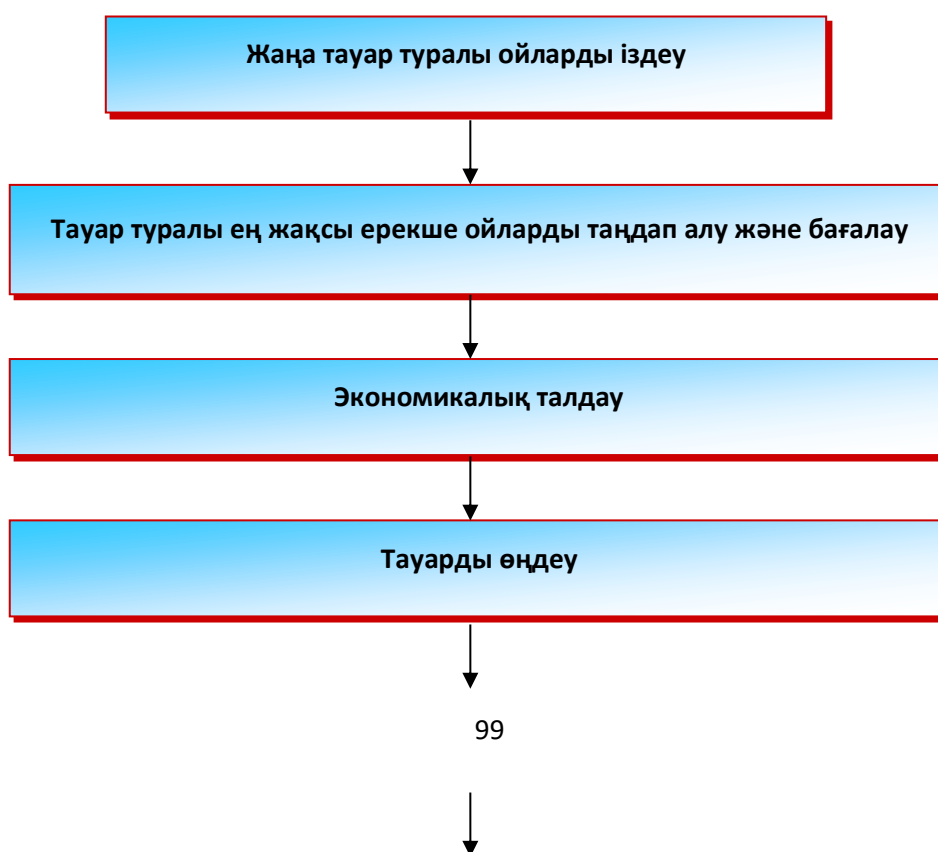 Жаңа тауар туралы ойларды іздеу
Тауар туралы ең жақсы ерекше ойларды таңдап алу және бағалау
Экономикалық талдау
Тауарды өңдеу
99